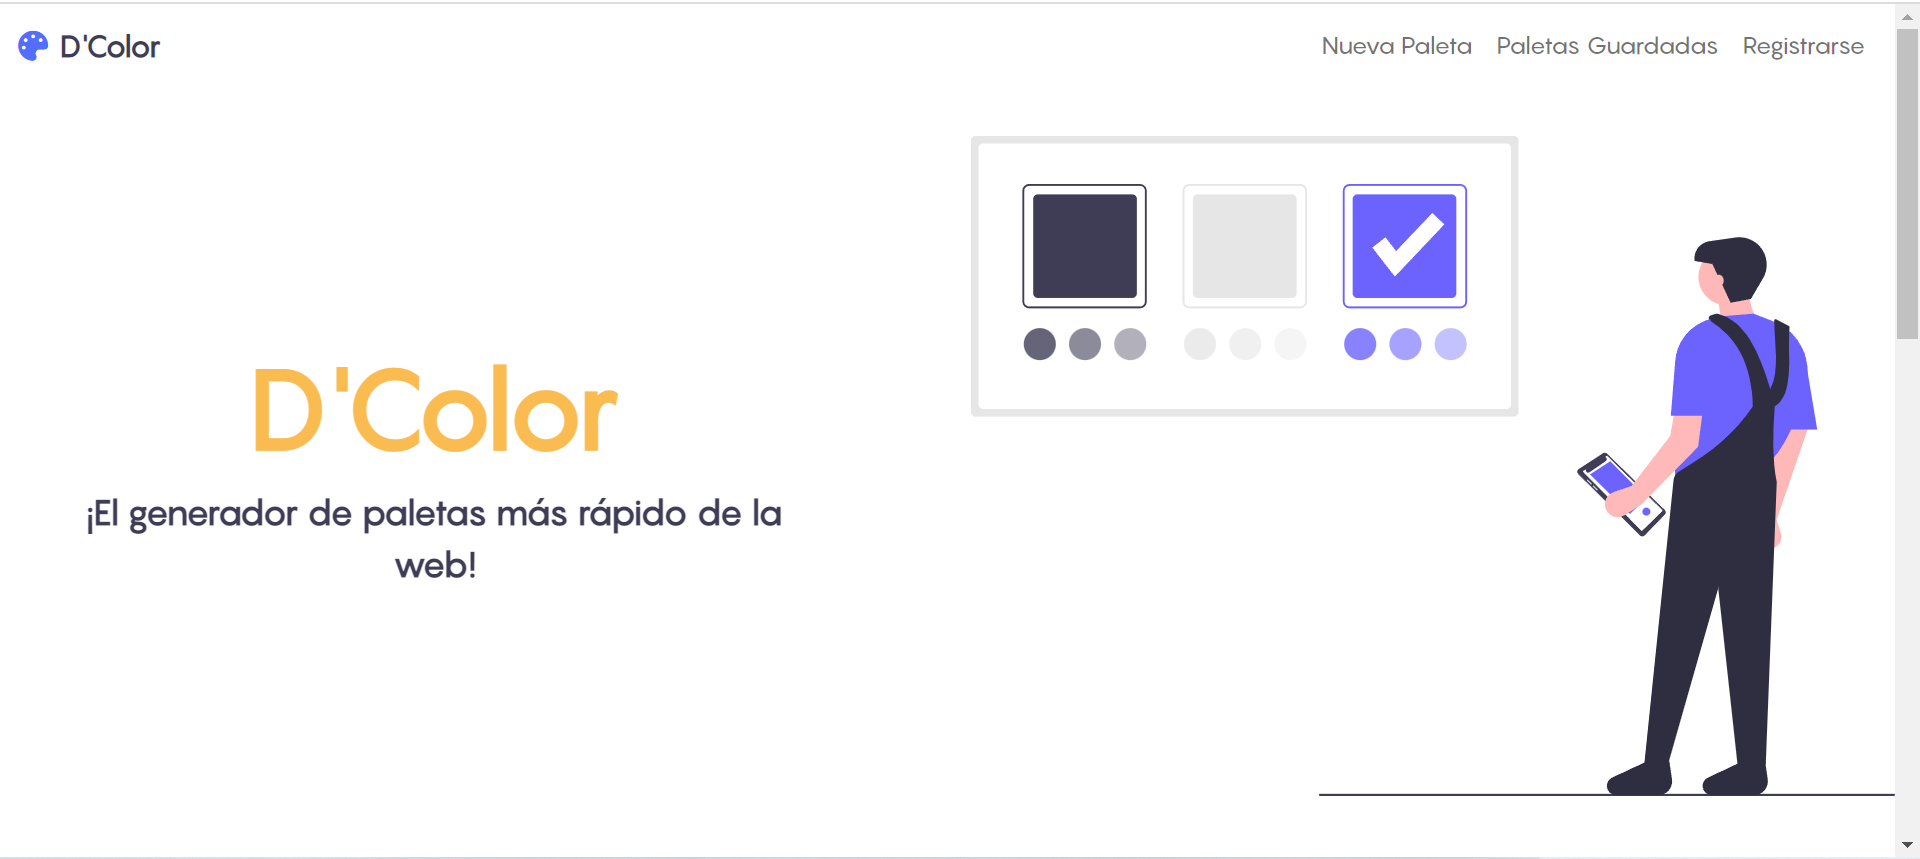 D'Color
Nueva Paleta Paletas Guardadas Registrarse
D'Color
¡El generador de paletas más rápido de la
web!